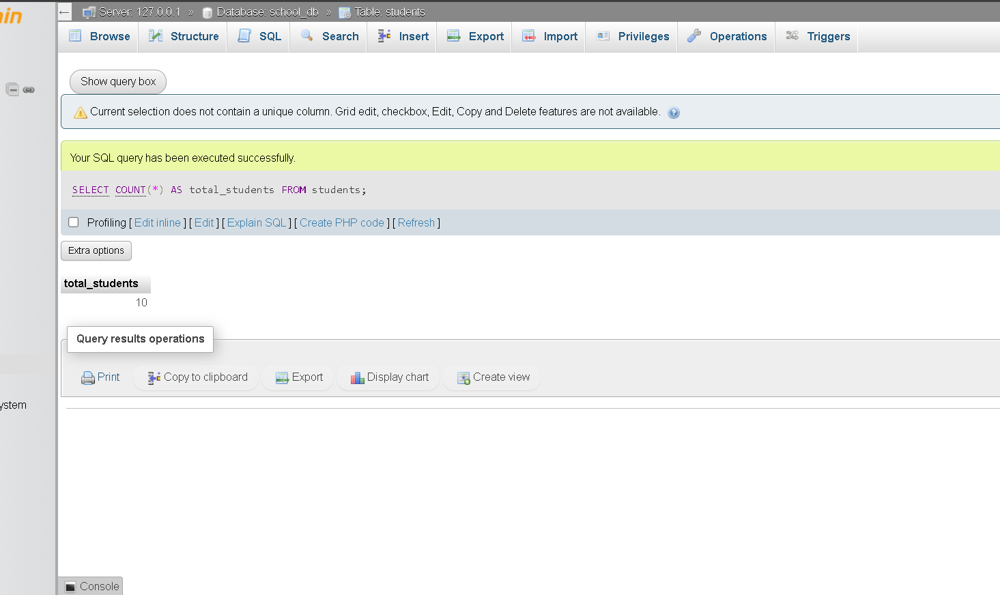 Server: 127.0.0.1 » Database: school_db » Table: students
Browse Structure SQL Search Insert Export Import Privileges Operations Triggers
Show query box
Current selection does not contain a unique column. Grid edit, checkbox, Edit, Copy and Delete features are not available.
Your SQL query has been executed successfully.
SELECT COUNT(*) AS total_students FROM students;
Profiling [ Edit inline ] [ Edit ] [ Explain SQL ] [ Create PHP code ] [ Refresh ]
Extra options
total_students
10
Query results operations
Print Copy to clipboard Export Display chart Create view
ystem
Console